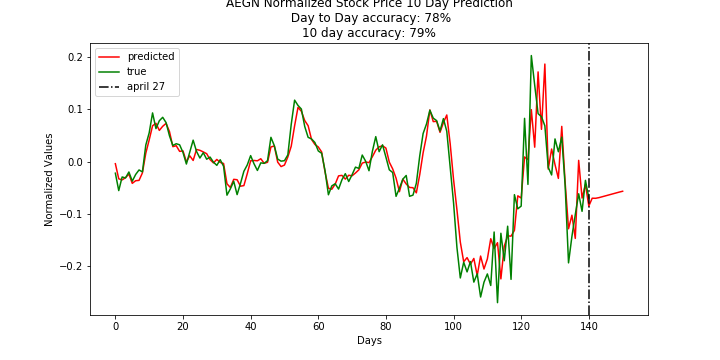 AEGN Normalized Stock Price 10 Day Prediction
Day to Day accuracy: 78%
10 day accuracy: 79%
predicted
true
april 27
Normalized Values
0.2
0.1
0.0
−0.1
−0.2
0 20 40 60 80 100 120 140
Days